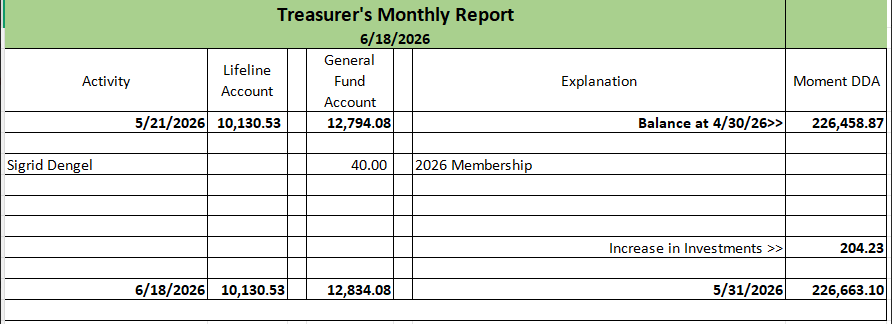 Treasurer's Monthly Report
6/18/2026
Activity Lifeline Account General Fund Account Explanation Moment DDA
5/21/2026 10,130.53 12,794.08 Balance at 4/30/26>> 226,458.87
Sigrid Dengel 40.00 2026 Membership
Increase in Investments >> 204.23
6/18/2026 10,130.53 12,834.08 5/31/2026 226,663.10